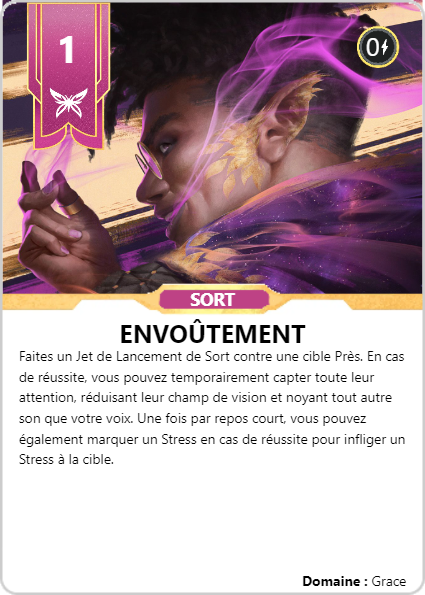 1
0
SORT
ENVOÛTEMENT
Faites un Jet de Lancement de Sort contre une cible Près. En cas
de réussite, vous pouvez temporairement capter toute leur
attention, réduisant leur champ de vision et noyant tout autre
son que votre voix. Une fois par repos court, vous pouvez
également marquer un Stress en cas de réussite pour infliger un
Stress à la cible.
Domaine : Grace